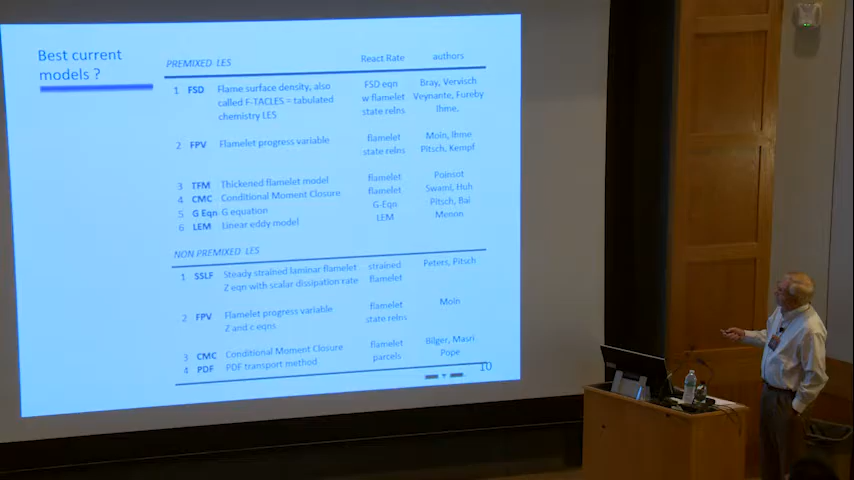 Best current
models ?
PREMIXED LES React Rate authors
1 FSD Flame surface density, also FSD eqn Bray, Vervisch
called F-TACLES = tabulated w flamelet Veynante, Fureby
chemistry LES state relns Ihme,
2 FPV Flamelet progress variable flamelet Moin, Ihme
state relns Pitsch, Kempf
3 TFM Thickened flamelet model flamelet Poinsot
4 CMC Conditional Moment Closure flamelet Swami, Huh
5 G Eqn G equation G-Eqn Pitsch, Bai
6 LEM Linear eddy model LEM Menon
NON PREMIXED LES
1 SSLF Steady strained laminar flamelet strained Peters, Pitsch
Z eqn with scalar dissipation rate flamelet
2 FPV Flamelet progress variable flamelet Moin
Z and c eqns state relns
3 CMC Conditional Moment Closure flamelet Bilger, Masri
4 PDF PDF transport method parcels Pope
10